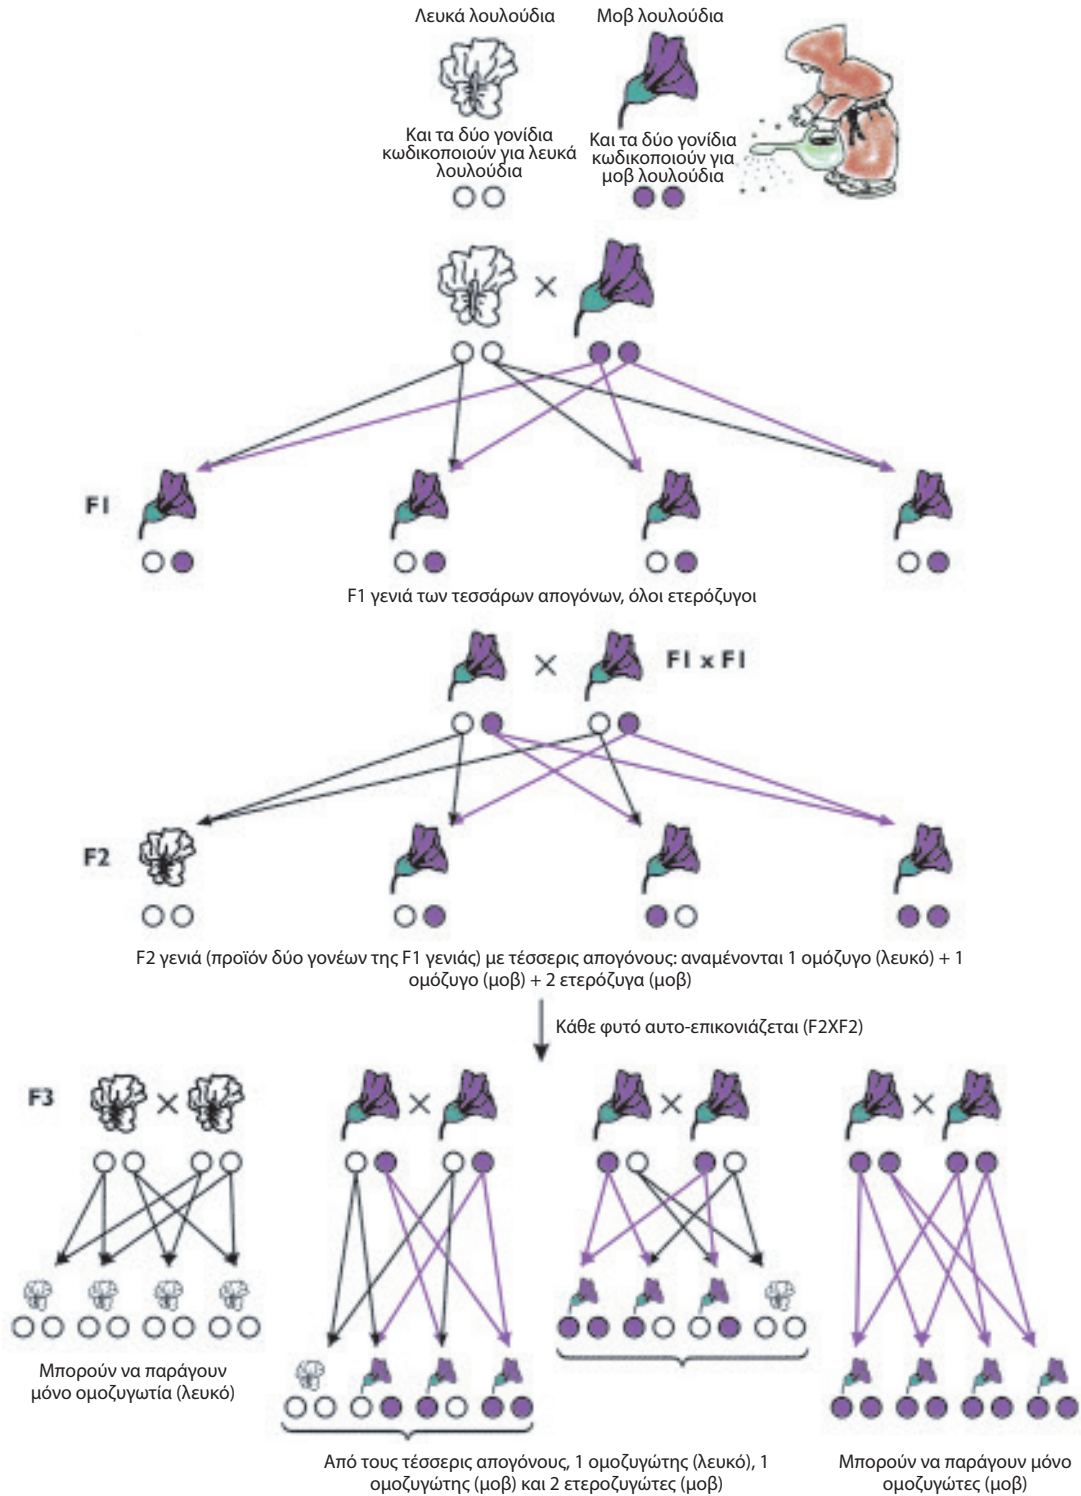 Λευκά λουλούδια
Μοβ λουλούδια
Και τα δύο γονίδια
κωδικοποιούν για λευκά
λουλούδια
Και τα δύο γονίδια
κωδικοποιούν για
μοβ λουλούδια
×
F1
F1 γενιά των τεσσάρων απογόνων, όλοι ετερόζυγοι
×
F1 x F1
F2
F2 γενιά (προϊόν δύο γονέων της F1 γενιάς) με τέσσερις απογόνους: αναμένονται 1 ομόζυγο (λευκό) + 1
ομόζυγο (μοβ) + 2 ετερόζυγα (μοβ)
Κάθε φυτό αυτο-επικονιάζεται (F2XF2)
F3
×
×
×
×
Μπορούν να παράγουν
μόνο ομοζυγωτία (λευκό)
Από τους τέσσερις απογόνους, 1 ομοζυγώτης (λευκό), 1
ομοζυγώτης (μοβ) και 2 ετεροζυγώτες (μοβ)
Μπορούν να παράγουν μόνο
ομοζυγώτες (μοβ)